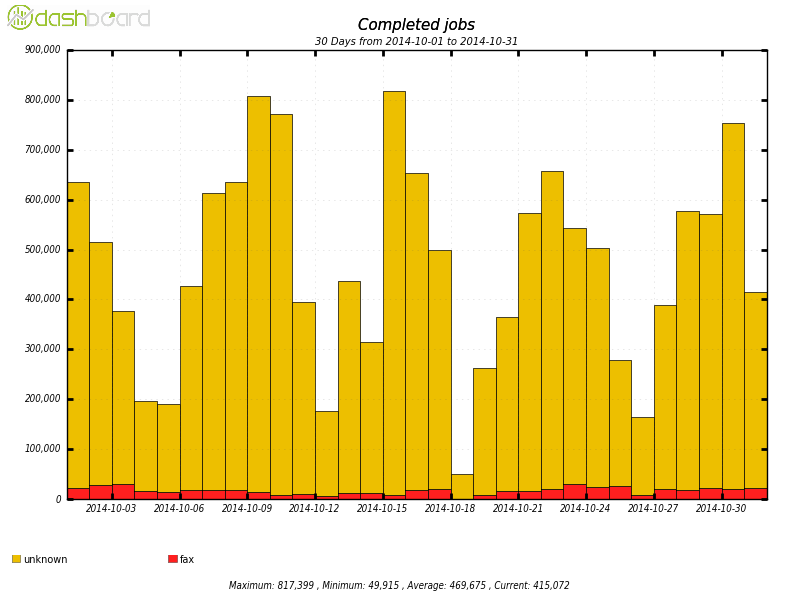 dashboard
Completed jobs
30 Days from 2014-10-01 to 2014-10-31
900,000
800,000
700,000
600,000
500,000
400,000
300,000
200,000
100,000
0
2014-10-03 2014-10-06 2014-10-09 2014-10-12 2014-10-15 2014-10-18 2014-10-21 2014-10-24 2014-10-27 2014-10-30
unknown fax
Maximum: 817,399 , Minimum: 49,915 , Average: 469,675 , Current: 415,072